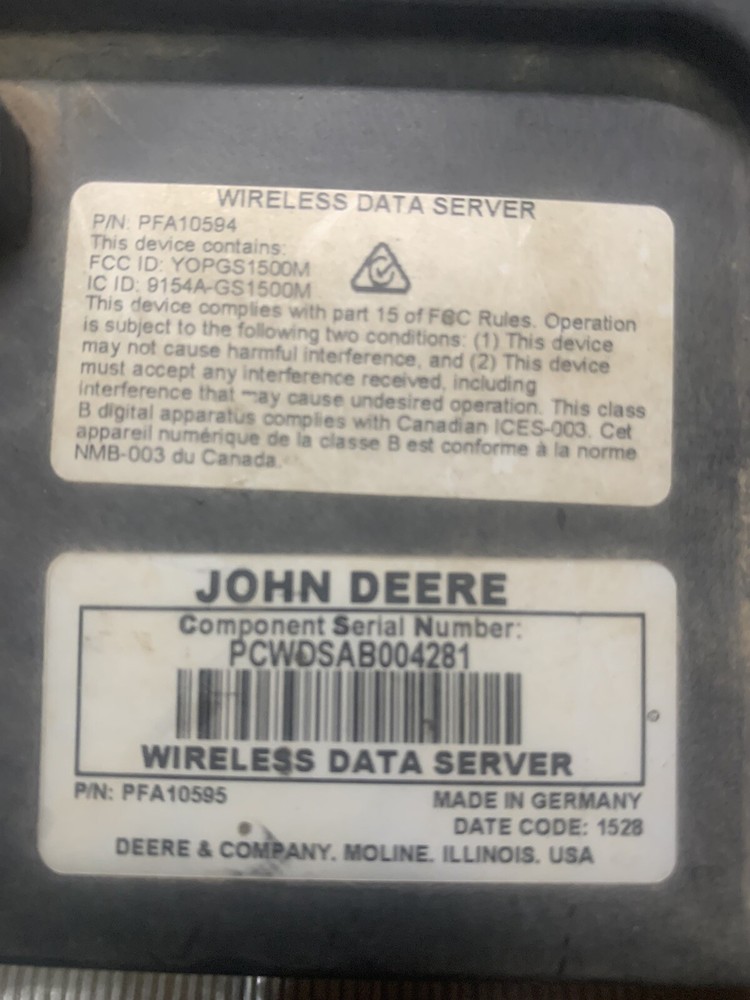 WIRELESS DATA SERVER
P/N: PFA10594
This device contains:
FCC ID: YOPGS1500M
IC ID: 9154A-GS1500M
This device complies with part 15 of FCC Rules. Operation
is subject to the following two conditions: (1) This device
may not cause harmful interference, and (2) This device
must accept any interference received, including
interference that may cause undesired operation. This class
B digital apparatus complies with Canadian ICES-003. Cet
appareil numérique de la classe B est conforme à la norme
NMB-003 du Canada.
JOHN DEERE
Component Serial Number:
PCWDSAB004281
WIRELESS DATA SERVER
P/N: PFA10595
MADE IN GERMANY
DATE CODE: 1528
DEERE & COMPANY. MOLINE. ILLINOIS. USA